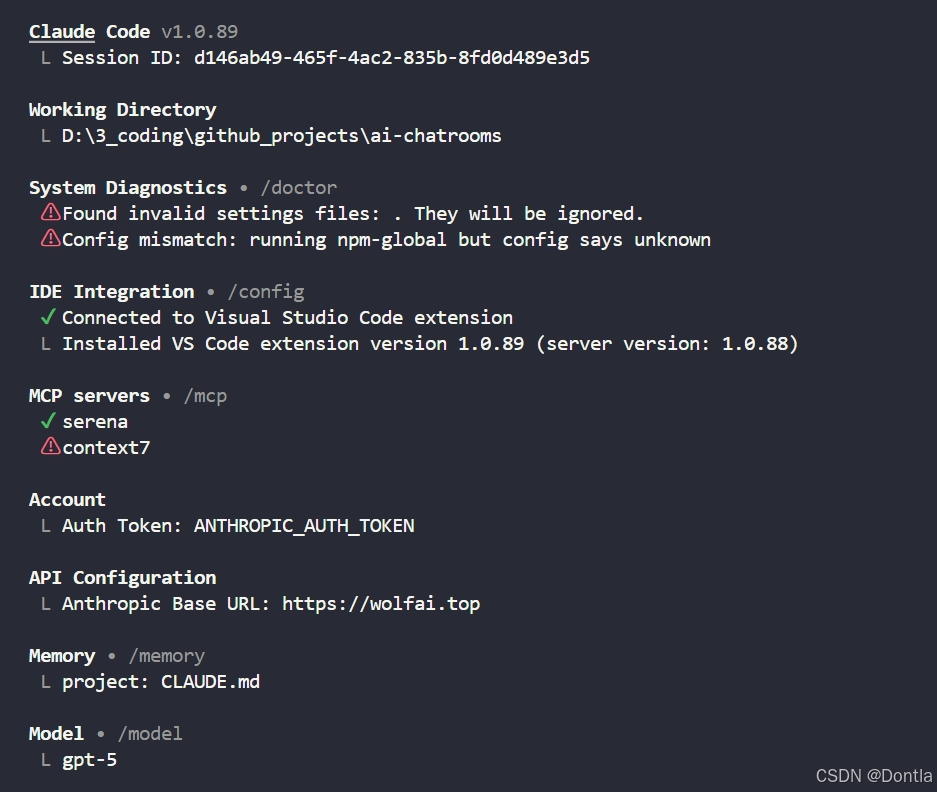 Claude Code v1.0.89
L Session ID: d146ab49-465f-4ac2-835b-8fd0d489e3d5
Working Directory
L D:\3_coding\github_projects\ai-chatrooms
System Diagnostics • /doctor
⚠Found invalid settings files: . They will be ignored.
⚠Config mismatch: running npm-global but config says unknown
IDE Integration • /config
✓ Connected to Visual Studio Code extension
L Installed VS Code extension version 1.0.89 (server version: 1.0.88)
MCP servers • /mcp
✓ serena
⚠context7
Account
L Auth Token: ANTHROPIC_AUTH_TOKEN
API Configuration
L Anthropic Base URL: https://wolfai.top
Memory • /memory
L project: CLAUDE.md
Model • /model
L gpt-5
CSDN @Dontla